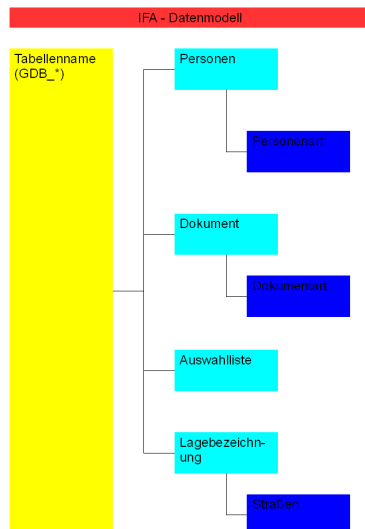 IFA - Datenmodell
Tabellenname
(GDB_*)
Personen
Personenart
Dokument
Dokumentart
Auswahlliste
Lagebezeichn-
ung
Straßen